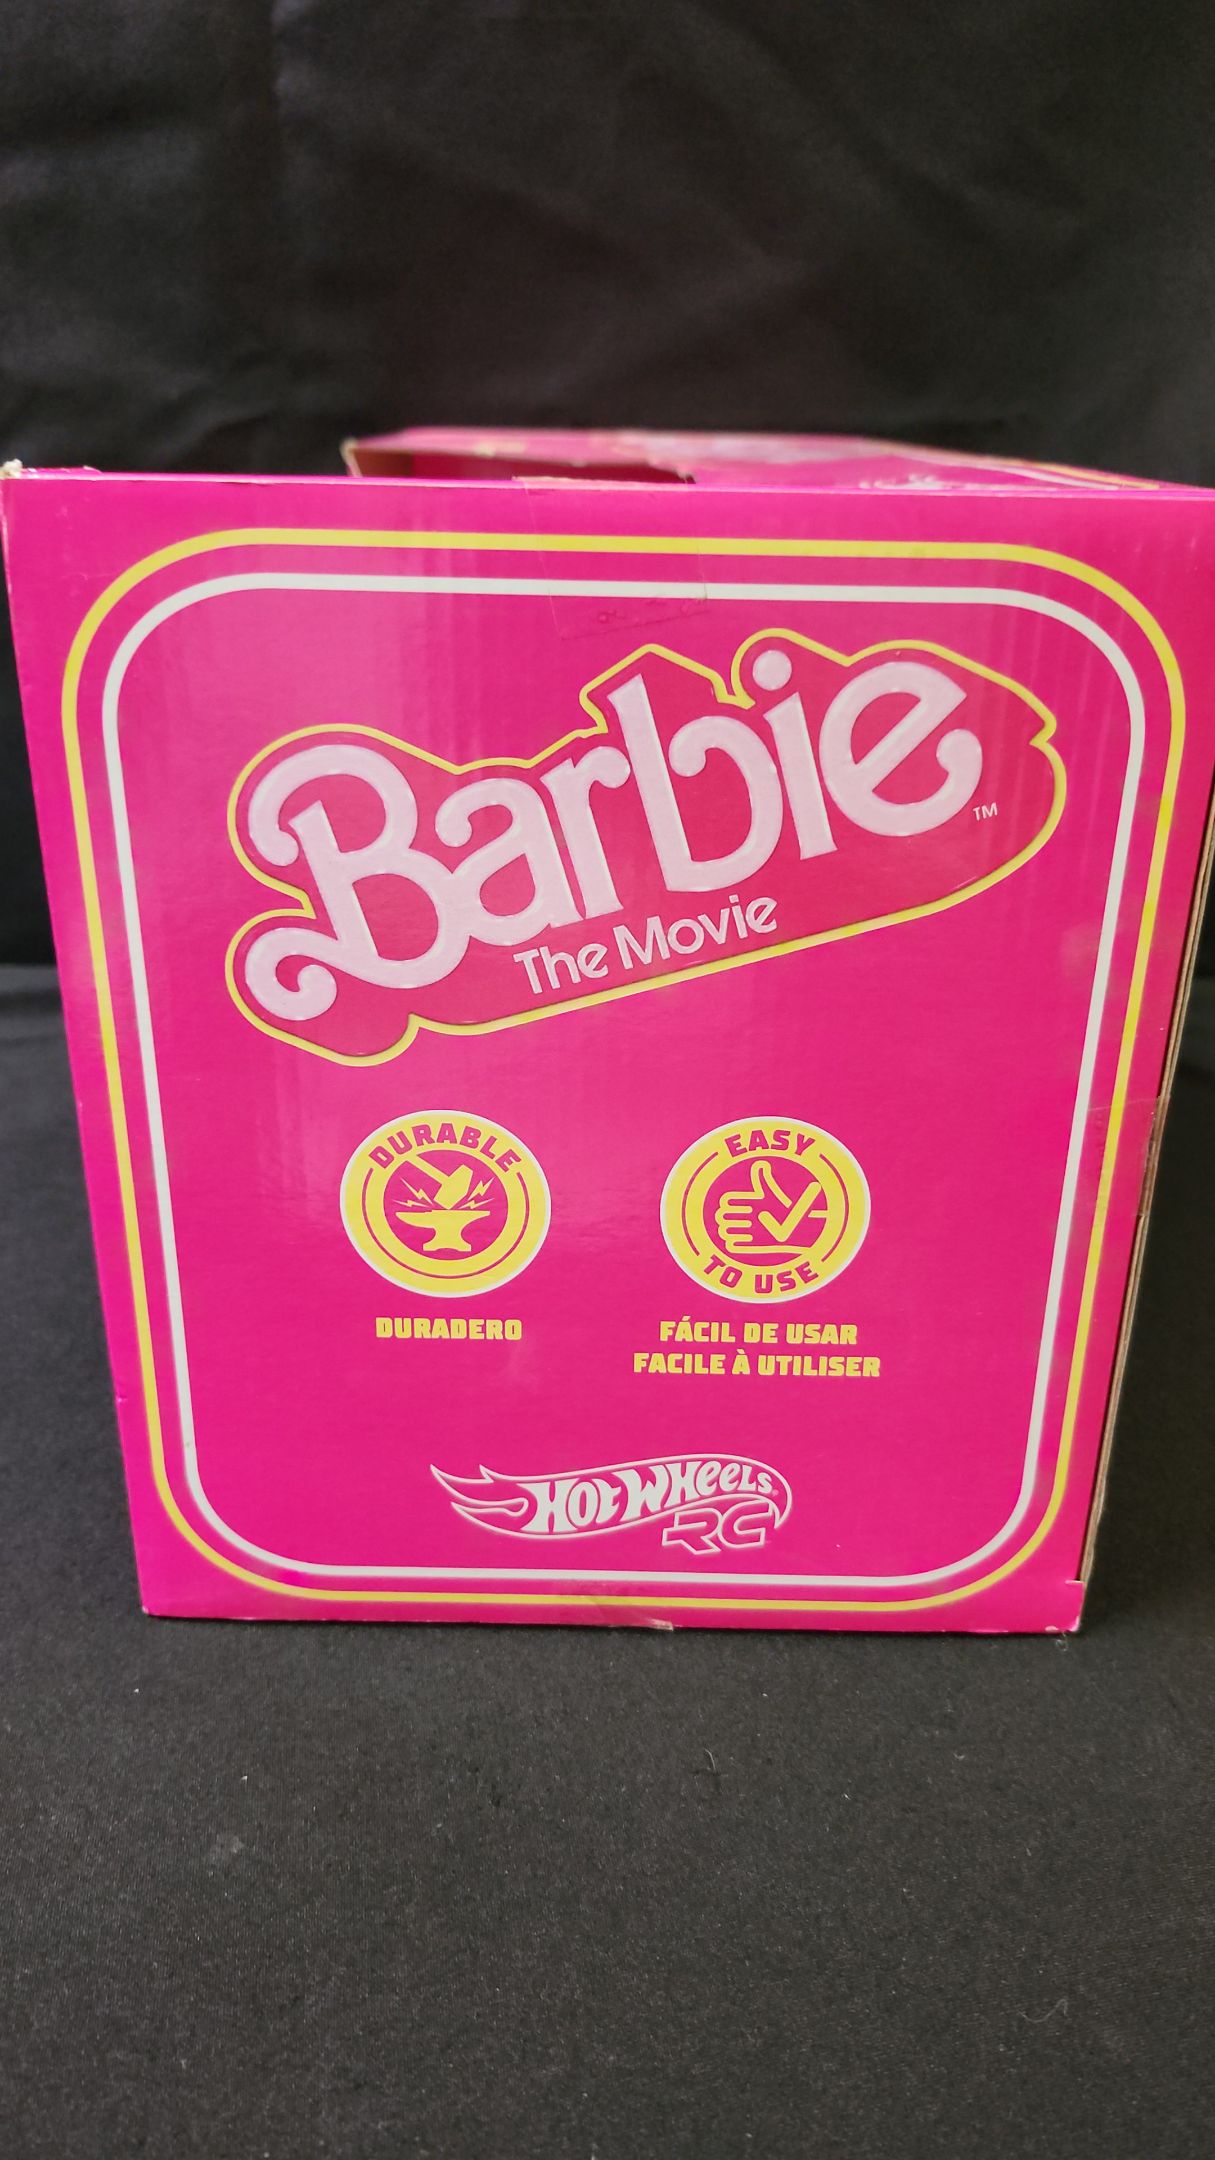 Barbie™
The Movie
DURABLE
DURADERO
EASY
TO USE
FÁCIL DE USAR
FACILE À UTILISER
HOT WHEELS®
RC